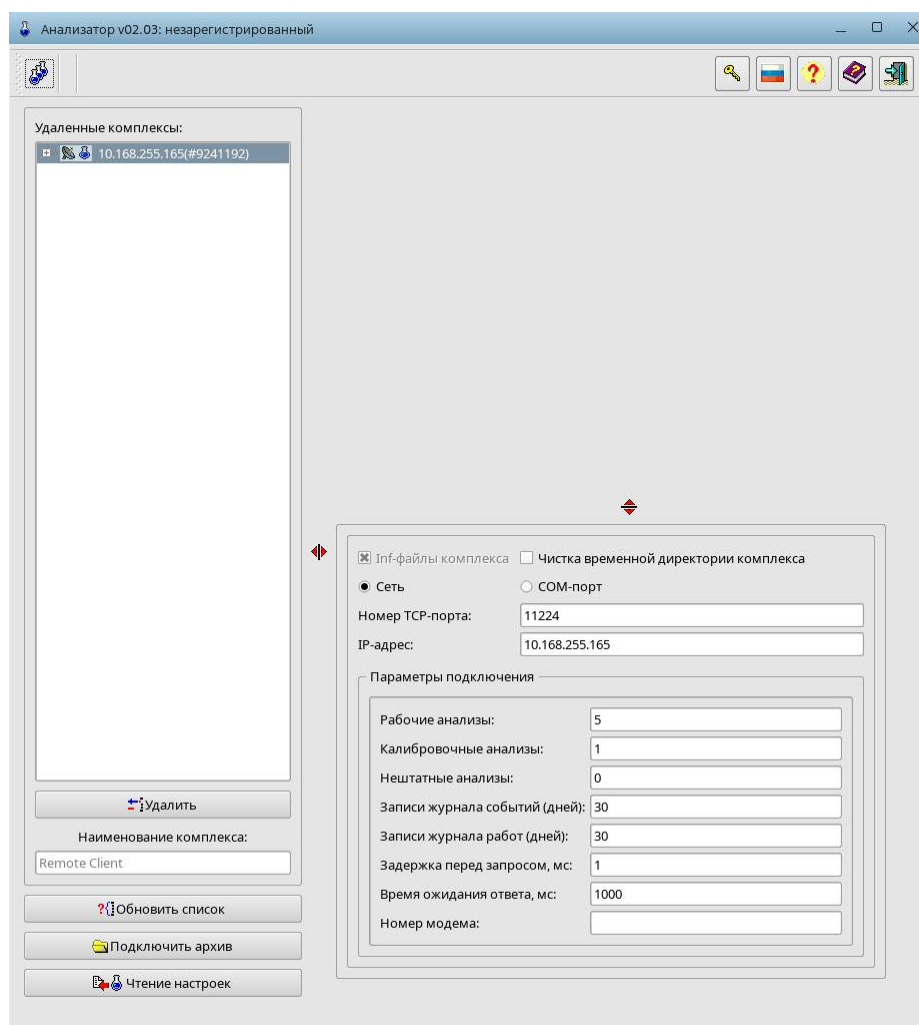 Анализатор v02.03: незарегистрированный
Удаленные комплексы:
10.168.255.165(#9241192)
Удалить
Наименование комплекса:
Remote Client
Обновить список
Подключить архив
Чтение настроек
Inf-файлы комплекса Чистка временной директории комплекса
Сеть COM-порт
Номер TCP-порта: 11224
IP-адрес: 10.168.255.165
Параметры подключения
Рабочие анализы: 5
Калибровочные анализы: 1
Нештатные анализы: 0
Записи журнала событий (дней): 30
Записи журнала работ (дней): 30
Задержка перед запросом, мс: 1
Время ожидания ответа, мс: 1000
Номер модема: